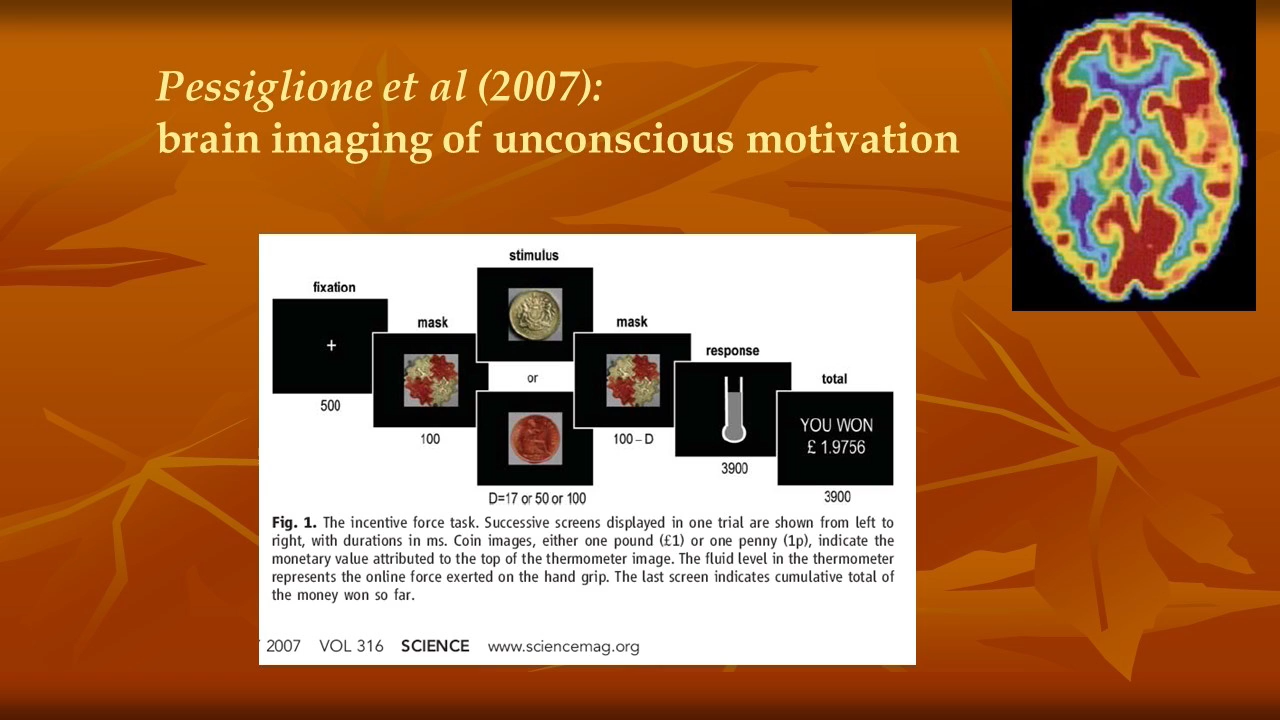 Pessiglione et al (2007):
brain imaging of unconscious motivation
stimulus
fixation
mask
mask
response
or
total
+
YOU WON
£ 1.9756
500
100
100 – D
3900
3900
D=17 or 50 or 100
Fig. 1. The incentive force task. Successive screens displayed in one trial are shown from left to
right, with durations in ms. Coin images, either one pound (£1) or one penny (1p), indicate the
monetary value attributed to the top of the thermometer image. The fluid level in the thermometer
represents the online force exerted on the hand grip. The last screen indicates cumulative total of
the money won so far.
2007 VOL 316 SCIENCE www.sciencemag.org